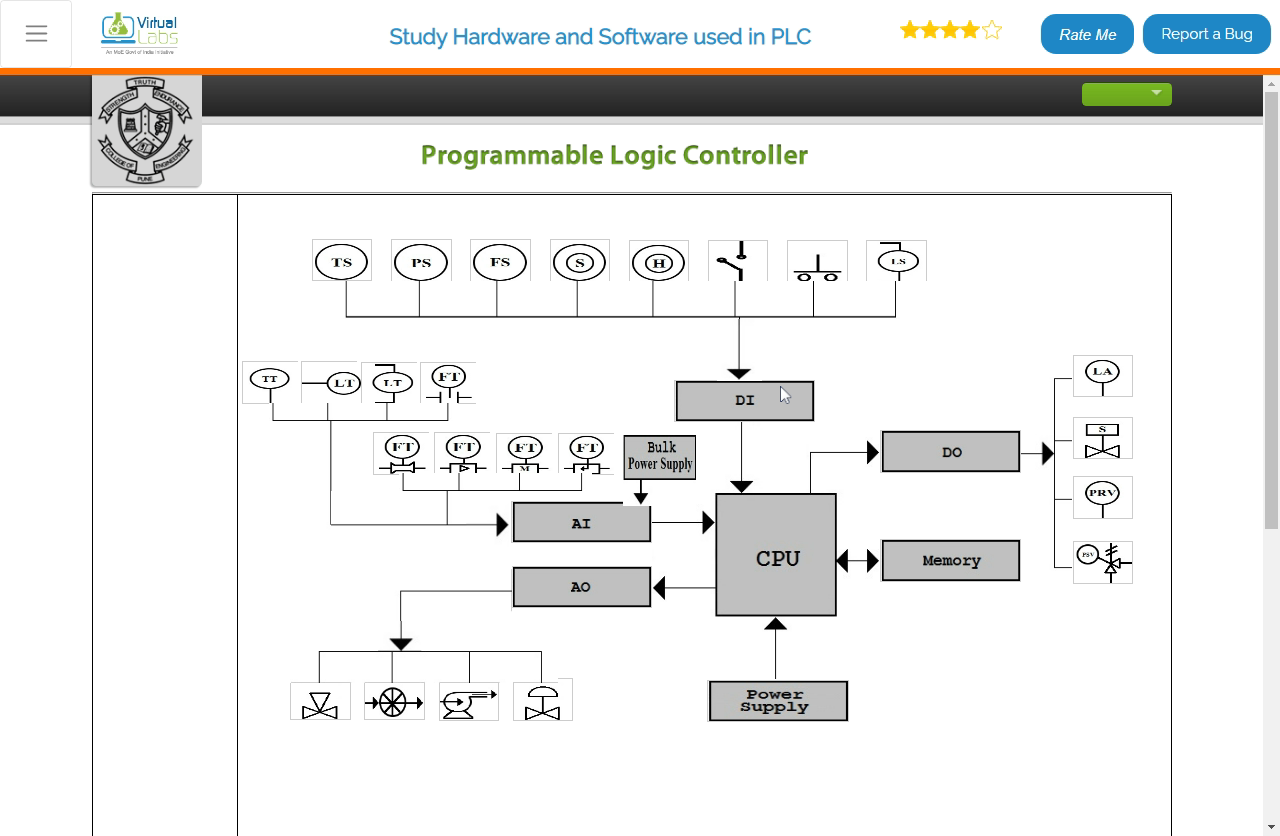 Virtual
Labs
An MoE Govt of India Initiative
Study Hardware and Software used in PLC
Rate Me
Report a Bug
TRUTH
STRENGTH
ENDURANCE
COLLEGE OF
ENGINEERING
PUNE
Programmable Logic Controller
TS
PS
FS
S
H
LS
TT
LT
LT
FT
LA
DI
S
FT
FT
FT
FT
M
Bulk
Power Supply
DO
PRV
AI
CPU
Memory
PSV
AO
Power
Supply